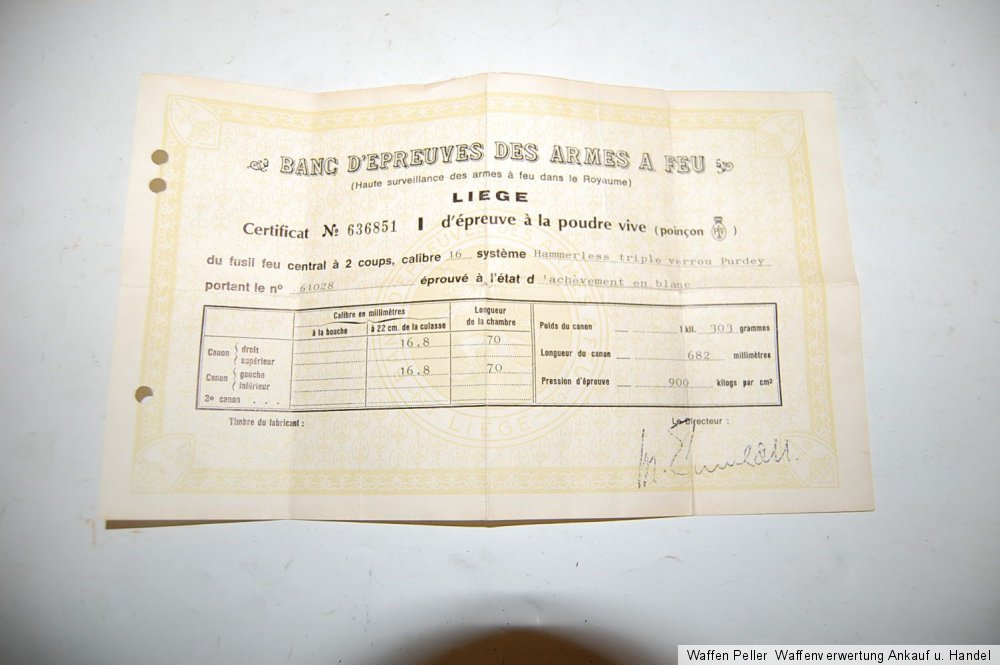 BANC D'EPREUVES DES ARMES A FEU
(Haute surveillance des armes à feu dans le Royaume)
LIEGE
Certificat № 636851 I d'épreuve à la poudre vive (poinçon )
du fusil feu central à 2 coups, calibre 16 système Hammerless triple verrou Purdey
portant le nº 61028 éprouvé à l'état d 'achèvement en blanc
Calibre en millimètres
Longueur de la chambre
à la bouche
à 22 cm. de la culasse
Canon { droit supérieur 16.8 70
Canon { gauche inférieur 16.8 70
3e canon . . .
Poids du canon 1 kil. 303 grammes
Longueur du canon 682 millimètres
Pression d'épreuve 900 kilogs par cm²
Timbre du fabricant :
Le Directeur :
LIEGE
Waffen Peller Waffenverwertung Ankauf u. Handel